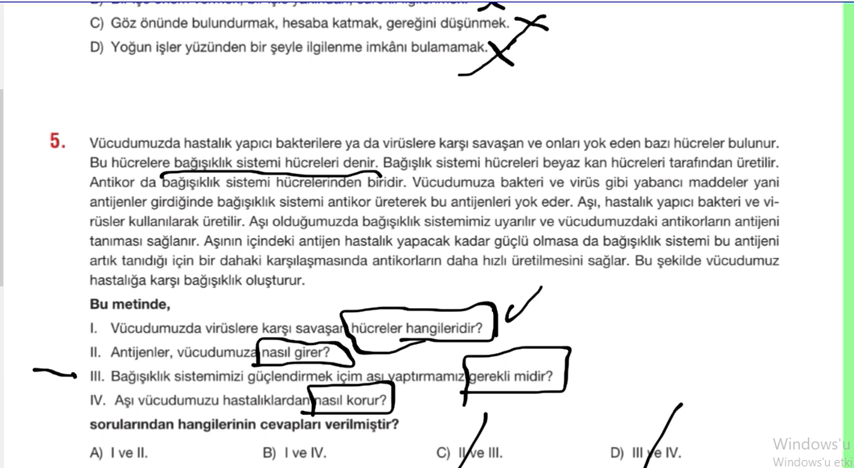 C) Göz önünde bulundurmak, hesaba katmak, gereğini düşünmek.
D) Yoğun işler yüzünden bir şeyle ilgilenme imkânı bulamamak.
5. Vücudumuzda hastalık yapıcı bakterilere ya da virüslere karşı savaşan ve onları yok eden bazı hücreler bulunur.
Bu hücrelere bağışıklık sistemi hücreleri denir. Bağışlık sistemi hücreleri beyaz kan hücreleri tarafından üretilir.
Antikor da bağışıklık sistemi hücrelerinden biridir. Vücudumuza bakteri ve virüs gibi yabancı maddeler yani
antijenler girdiğinde bağışıklık sistemi antikor üreterek bu antijenleri yok eder. Aşı, hastalık yapıcı bakteri ve vi-
rüsler kullanılarak üretilir. Aşı olduğumuzda bağışıklık sistemimiz uyarılır ve vücudumuzdaki antikorların antijeni
tanıması sağlanır. Aşının içindeki antijen hastalık yapacak kadar güçlü olmasa da bağışıklık sistemi bu antijeni
artık tanıdığı için bir dahaki karşılaşmasında antikorların daha hızlı üretilmesini sağlar. Bu şekilde vücudumuz
hastalığa karşı bağışıklık oluşturur.
Bu metinde,
I. Vücudumuzda virüslere karşı savaşan hücreler hangileridir?
II. Antijenler, vücudumuza nasıl girer?
III. Bağışıklık sistemimizi güçlendirmek içim aşı yaptırmamız gerekli midir?
IV. Aşı vücudumuzu hastalıklardan nasıl korur?
sorularından hangilerinin cevapları verilmiştir?
A) I ve II. B) I ve IV. C) II ve III. D) III ve IV.
Windows'u
Windows'u etki